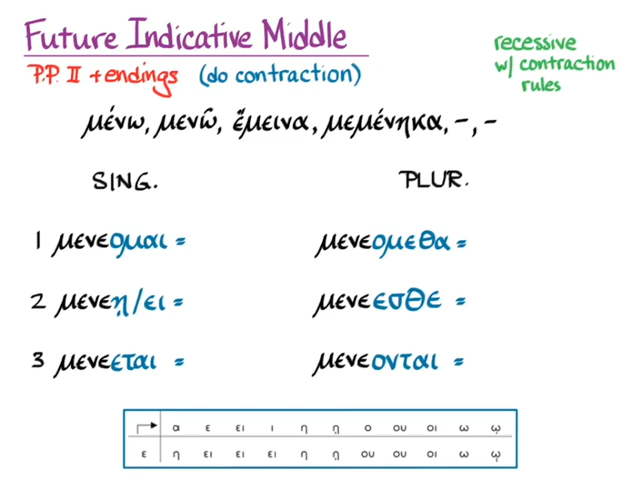 Future Indicative Middle
P.P. II + endings (do contraction)
recessive
w/ contraction
rules
μένω, μενῶ, ἔμεινα, μεμένηκα, –, –
SING. PLUR.
1 μενεομαι = μενεομεθα =
2 μενεῃ/ει = μενεεσθε =
3 μενεεται = μενεονται =
α ε ει ι η ῃ ο ου οι ω ῳ
ε η ει ει ει η ῃ ου ου οι ω ῳ